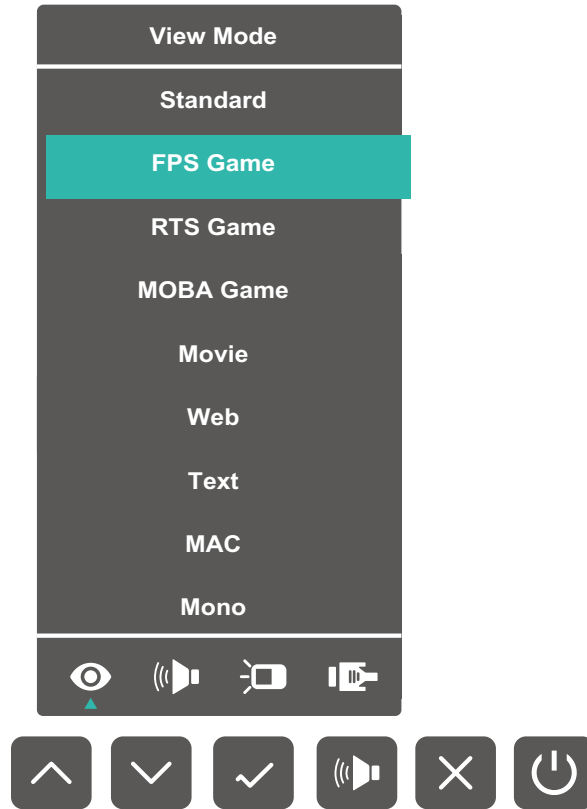 View Mode
Standard
FPS Game
RTS Game
MOBA Game
Movie
Web
Text
MAC
Mono